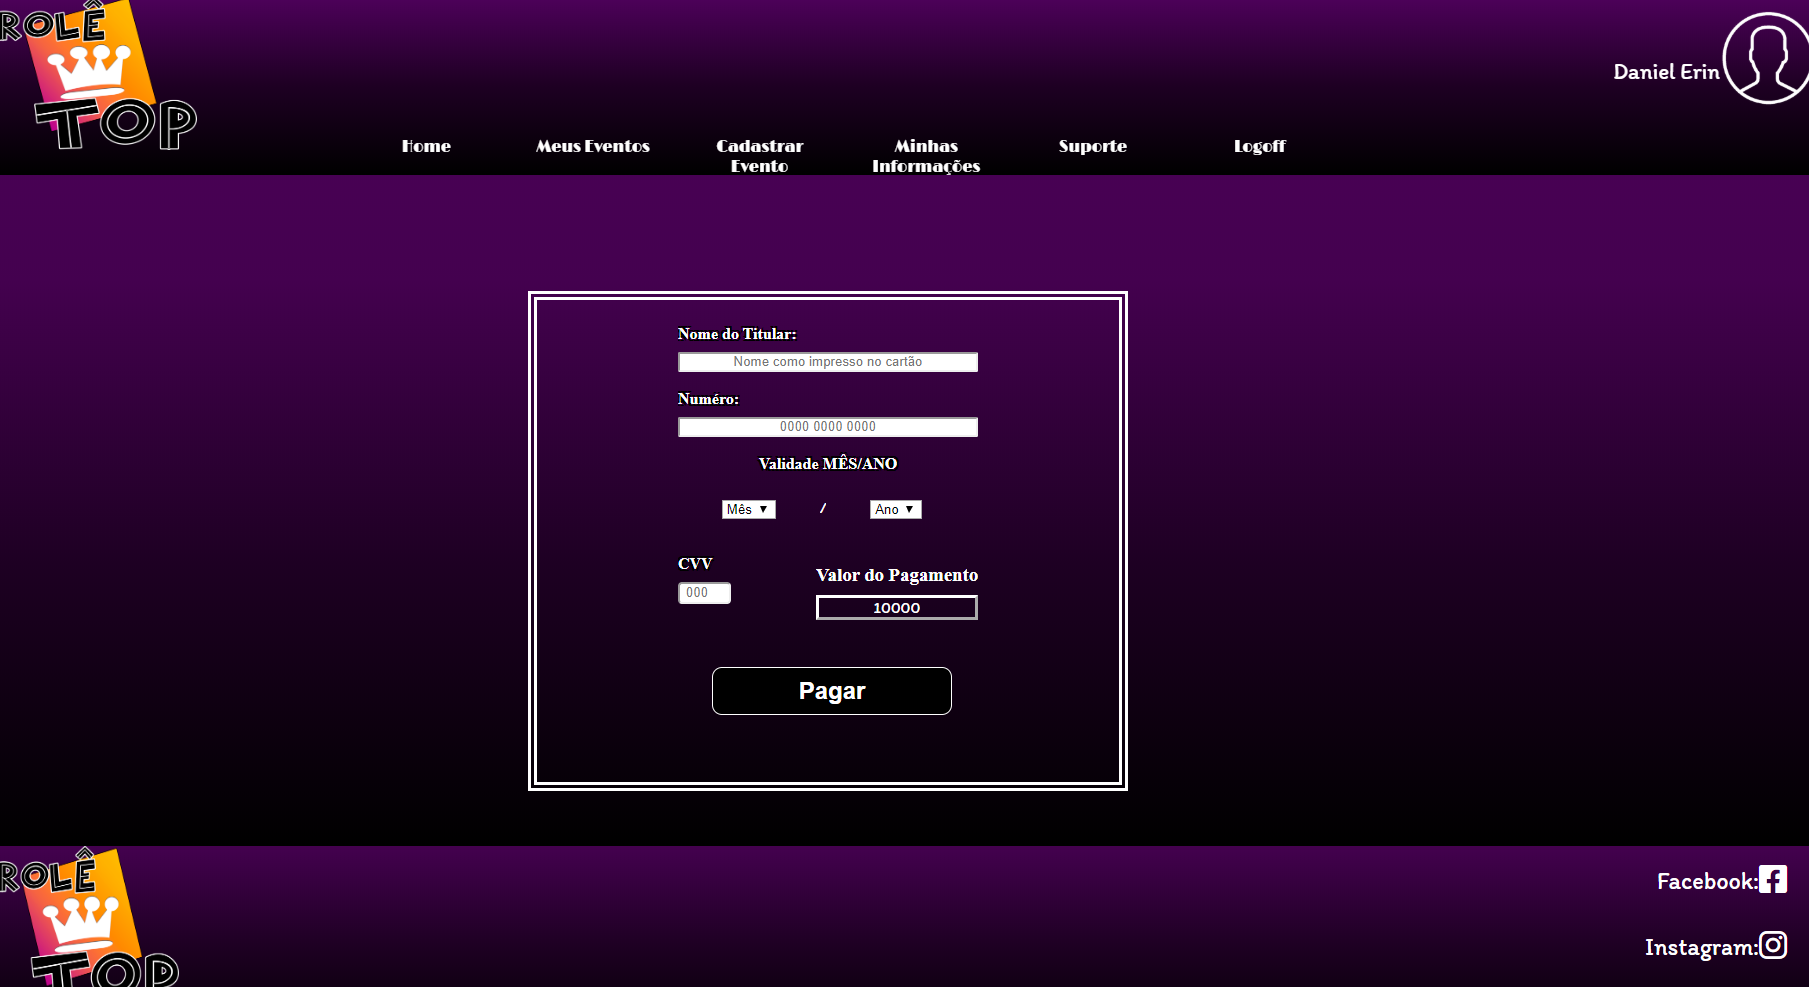 ROLÊ
TOP
Daniel Erin
Home
Meus Eventos
Cadastrar
Evento
Minhas
Informações
Suporte
Logoff
Nome do Titular:
Nome como impresso no cartão
Numéro:
0000 0000 0000
Validade MÊS/ANO
Mês / Ano
CVV
000
Valor do Pagamento
10000
Pagar
ROLÊ
TOP
Facebook:
Instagram: